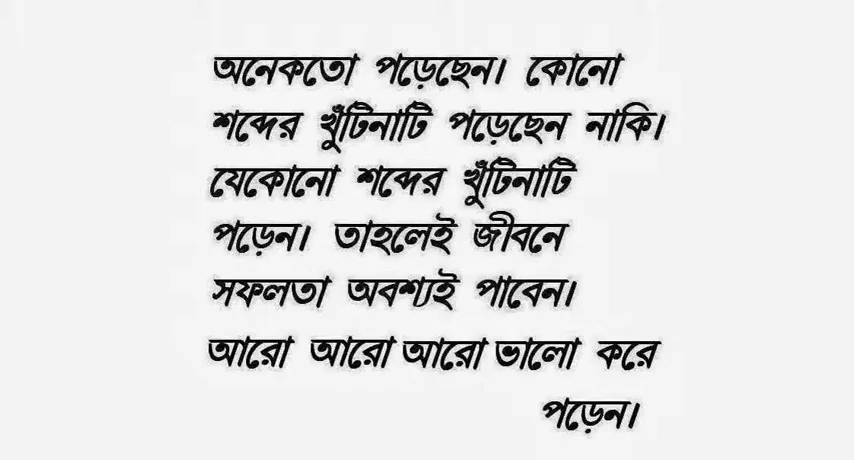 অনেকতো পড়েছেন। কোনো
শব্দের খুঁটিনাটি পড়েছেন নাকি।
যেকোনো শব্দের খুঁটিনাটি
পড়েন। তাহলেই জীবনে
সফলতা অবশ্যই পাবেন।
আরো আরো আরো ভালো করে
পড়েন।